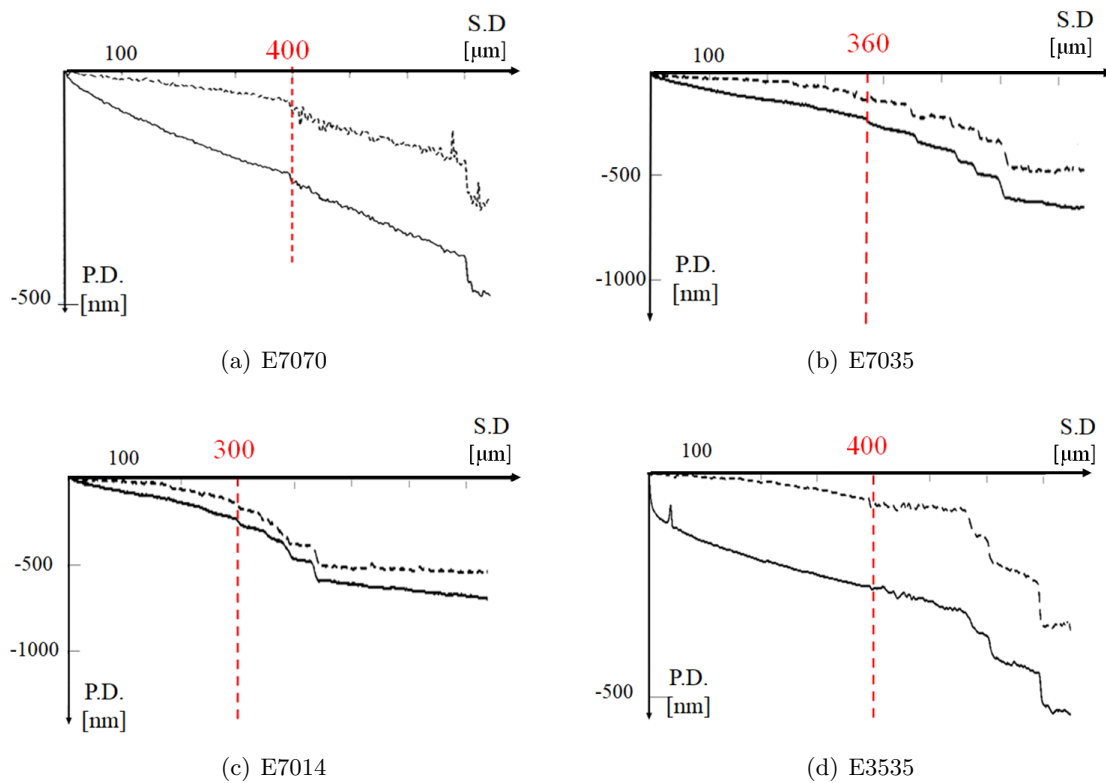 S.D
[μm]
100
400
P.D.
[nm]
-500
(a) E7070
S.D
[μm]
100
360
-500
P.D.
-1000
[nm]
(b) E7035
S.D
[μm]
100
300
-500
-1000
P.D.
[nm]
(c) E7014
S.D
[μm]
100
400
P.D.
[nm]
-500
(d) E3535